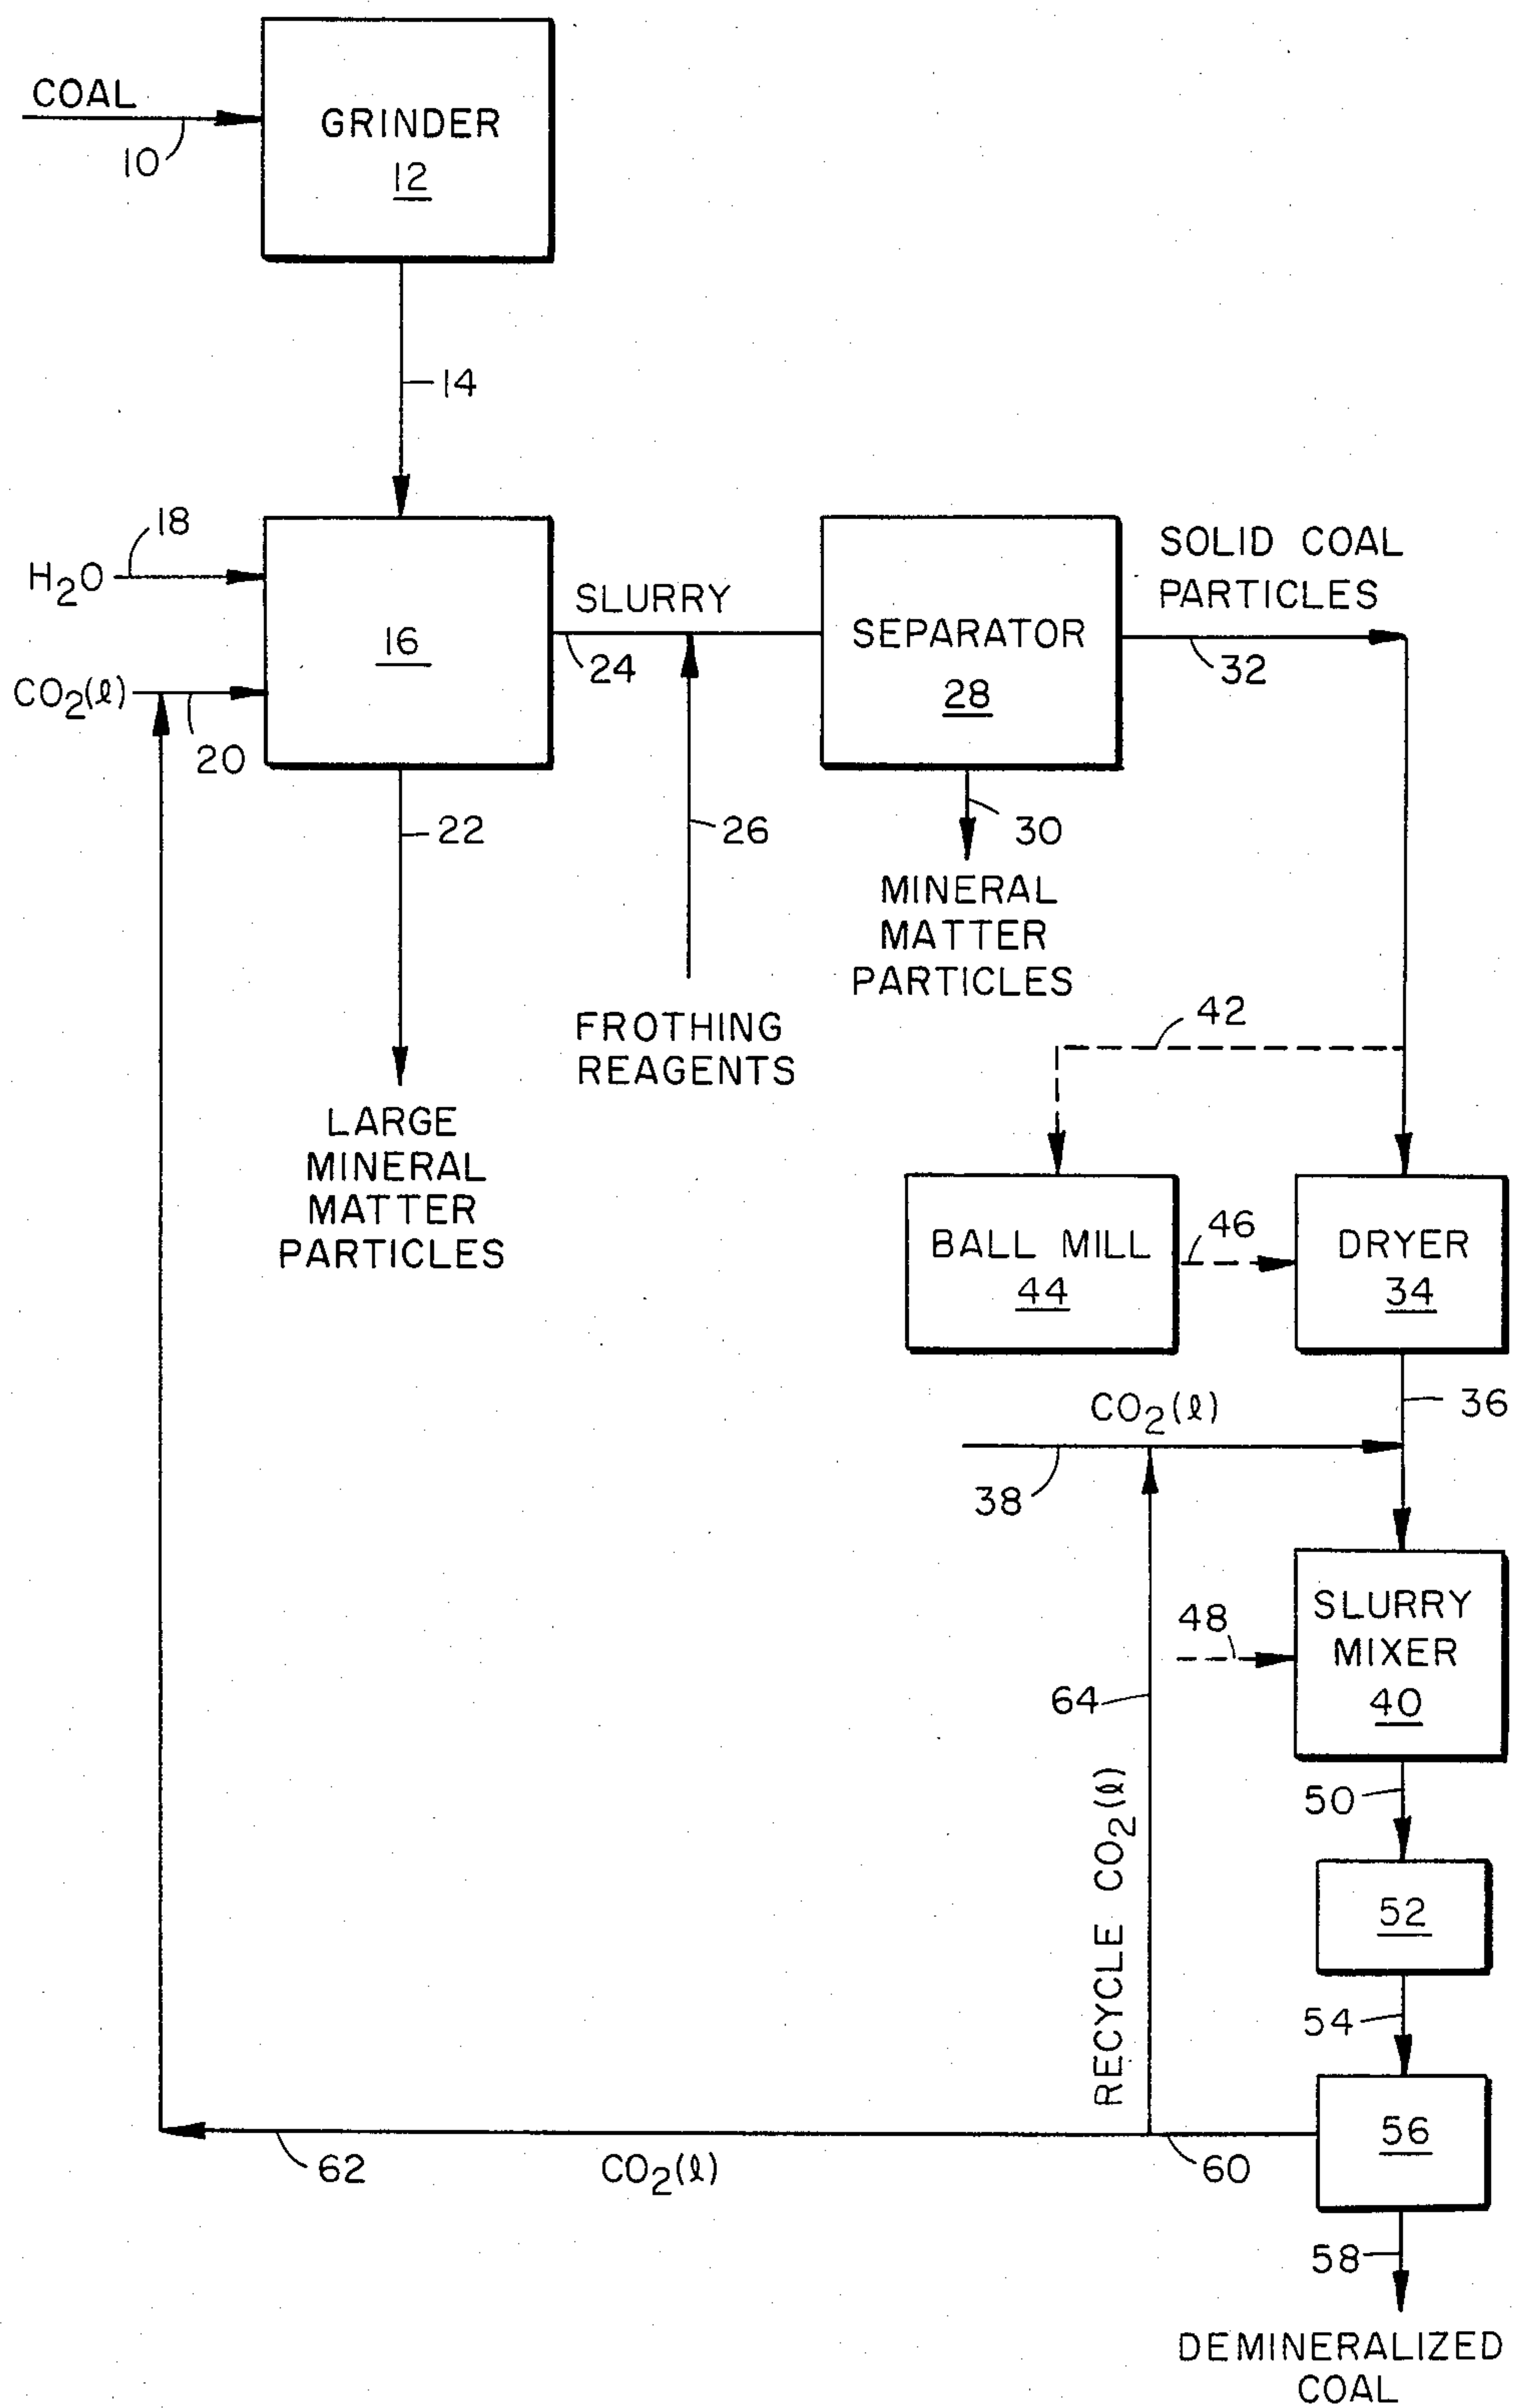 COAL
10
GRINDER
12
14
18
H2O
16
CO2(ℓ)
20
SLURRY
24
SEPARATOR
28
SOLID COAL
PARTICLES
32
22
26
30
MINERAL
MATTER
PARTICLES
FROTHING
REAGENTS
LARGE
MINERAL
MATTER
PARTICLES
42
BALL MILL
44
46
DRYER
34
36
CO2(ℓ)
38
SLURRY
MIXER
40
48
64
RECYCLE CO2(ℓ)
50
52
54
56
62
CO2(ℓ)
60
58
DEMINERALIZED
COAL